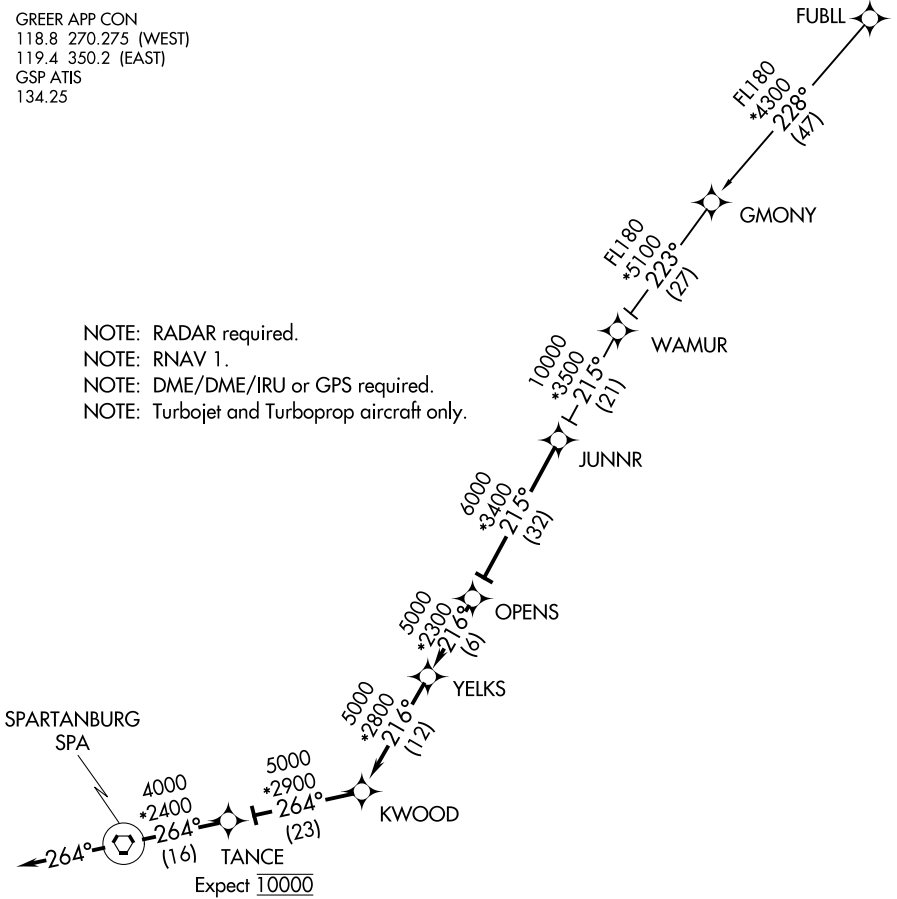 GREER APP CON
118.8 270.275 (WEST)
119.4 350.2 (EAST)
GSP ATIS
134.25
FUBLL
FL180
*4300
228°
(47)
GMONY
FL180
*5100
223°
(27)
WAMUR
NOTE: RADAR required.
NOTE: RNAV 1.
NOTE: DME/DME/IRU or GPS required.
NOTE: Turbojet and Turboprop aircraft only.
10000
*3500
215°
(21)
JUNNR
6000
*3400
215°
(32)
OPENS
5000
*2300
216°
(6)
YELKS
5000
*2800
216°
(12)
KWOOD
5000
*2900
264°
(23)
TANCE
Expect 10000
4000
*2400
264°
(16)
SPARTANBURG
SPA
264°